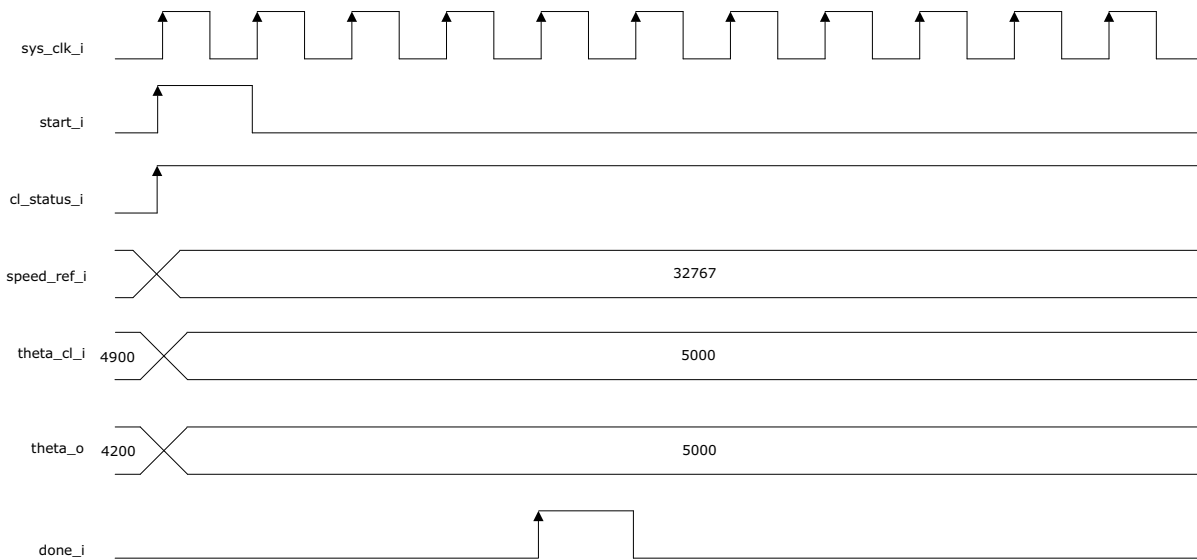 sys_clk_i
start_i
cl_status_i
speed_ref_i 32767
theta_cl_i 4900 5000
theta_o 4200 5000
done_i